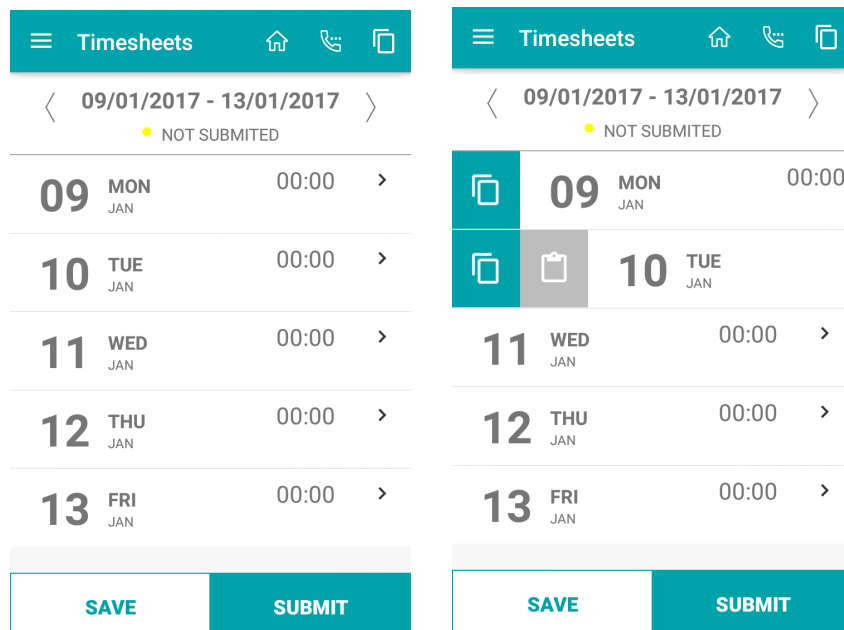 Timesheets
09/01/2017 - 13/01/2017
NOT SUBMITED
09 MON 00:00
JAN
10 TUE 00:00
JAN
11 WED 00:00
JAN
12 THU 00:00
JAN
13 FRI 00:00
JAN
SAVE SUBMIT
Timesheets
09/01/2017 - 13/01/2017
NOT SUBMITED
09 MON 00:00
JAN
10 TUE
JAN
11 WED 00:00
JAN
12 THU 00:00
JAN
13 FRI 00:00
JAN
SAVE SUBMIT